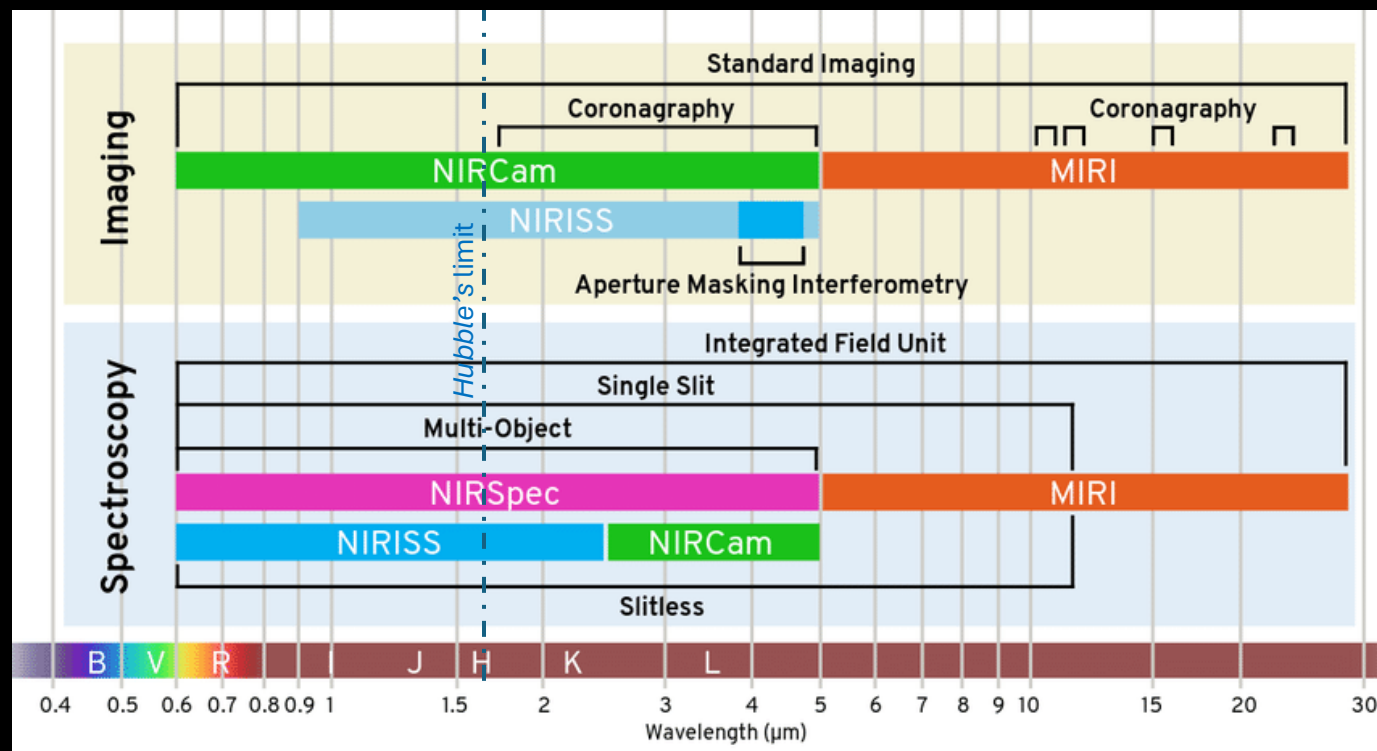 Standard Imaging
Coronagraphy
Coronagraphy
Imaging
NIRCam
MIRI
NIRISS
Aperture Masking Interferometry
Hubble's limit
Spectroscopy
Integrated Field Unit
Single Slit
Multi-Object
NIRSpec
MIRI
NIRISS
NIRCam
Slitless
B V R I J H K L
0.4 0.5 0.6 0.7 0.8 0.9 1 1.5 2 3 4 5 6 7 8 9 10 15 20 30
Wavelength (μm)